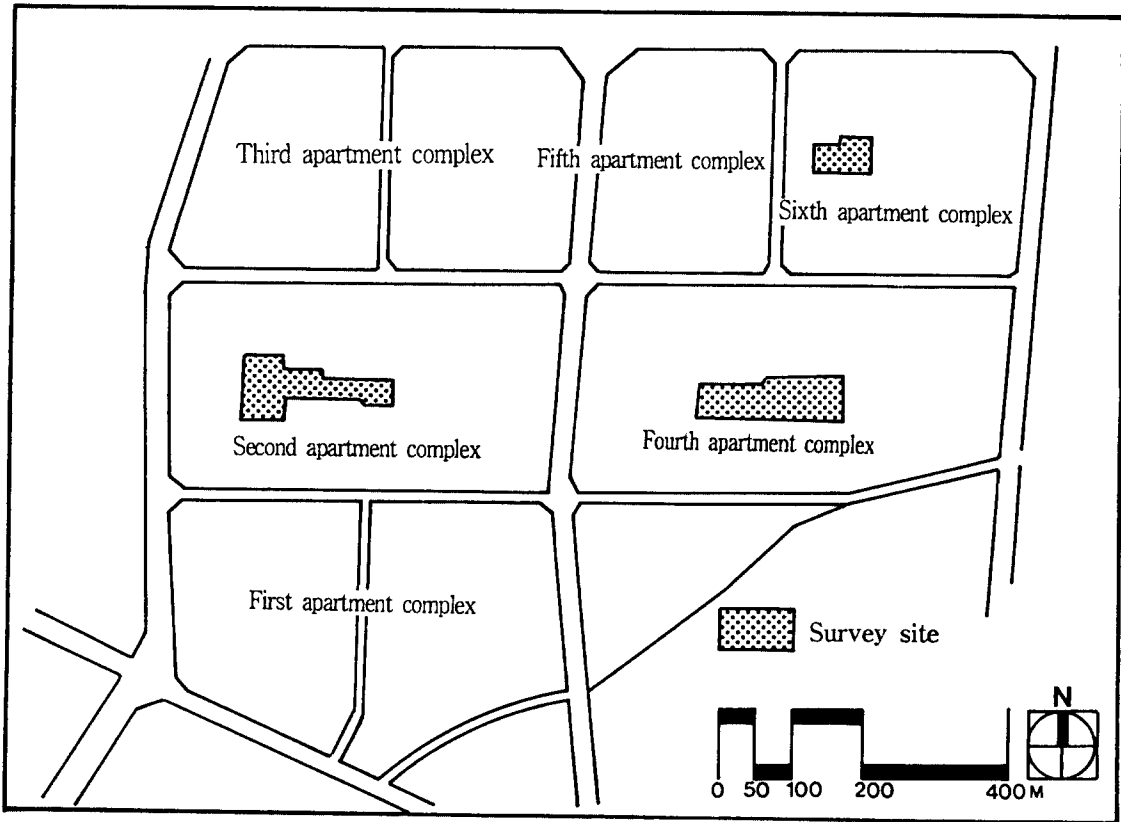 Third apartment complex
Fifth apartment complex
Sixth apartment complex
Second apartment complex
Fourth apartment complex
First apartment complex
Survey site
N
0 50 100 200 400 M